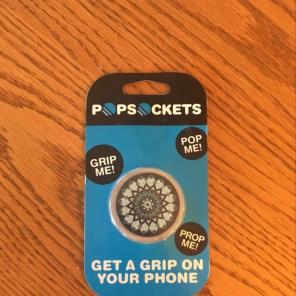 POPSOCKETS
POP
ME!
GRIP
ME!
PROP
ME!
GET A GRIP ON
YOUR PHONE